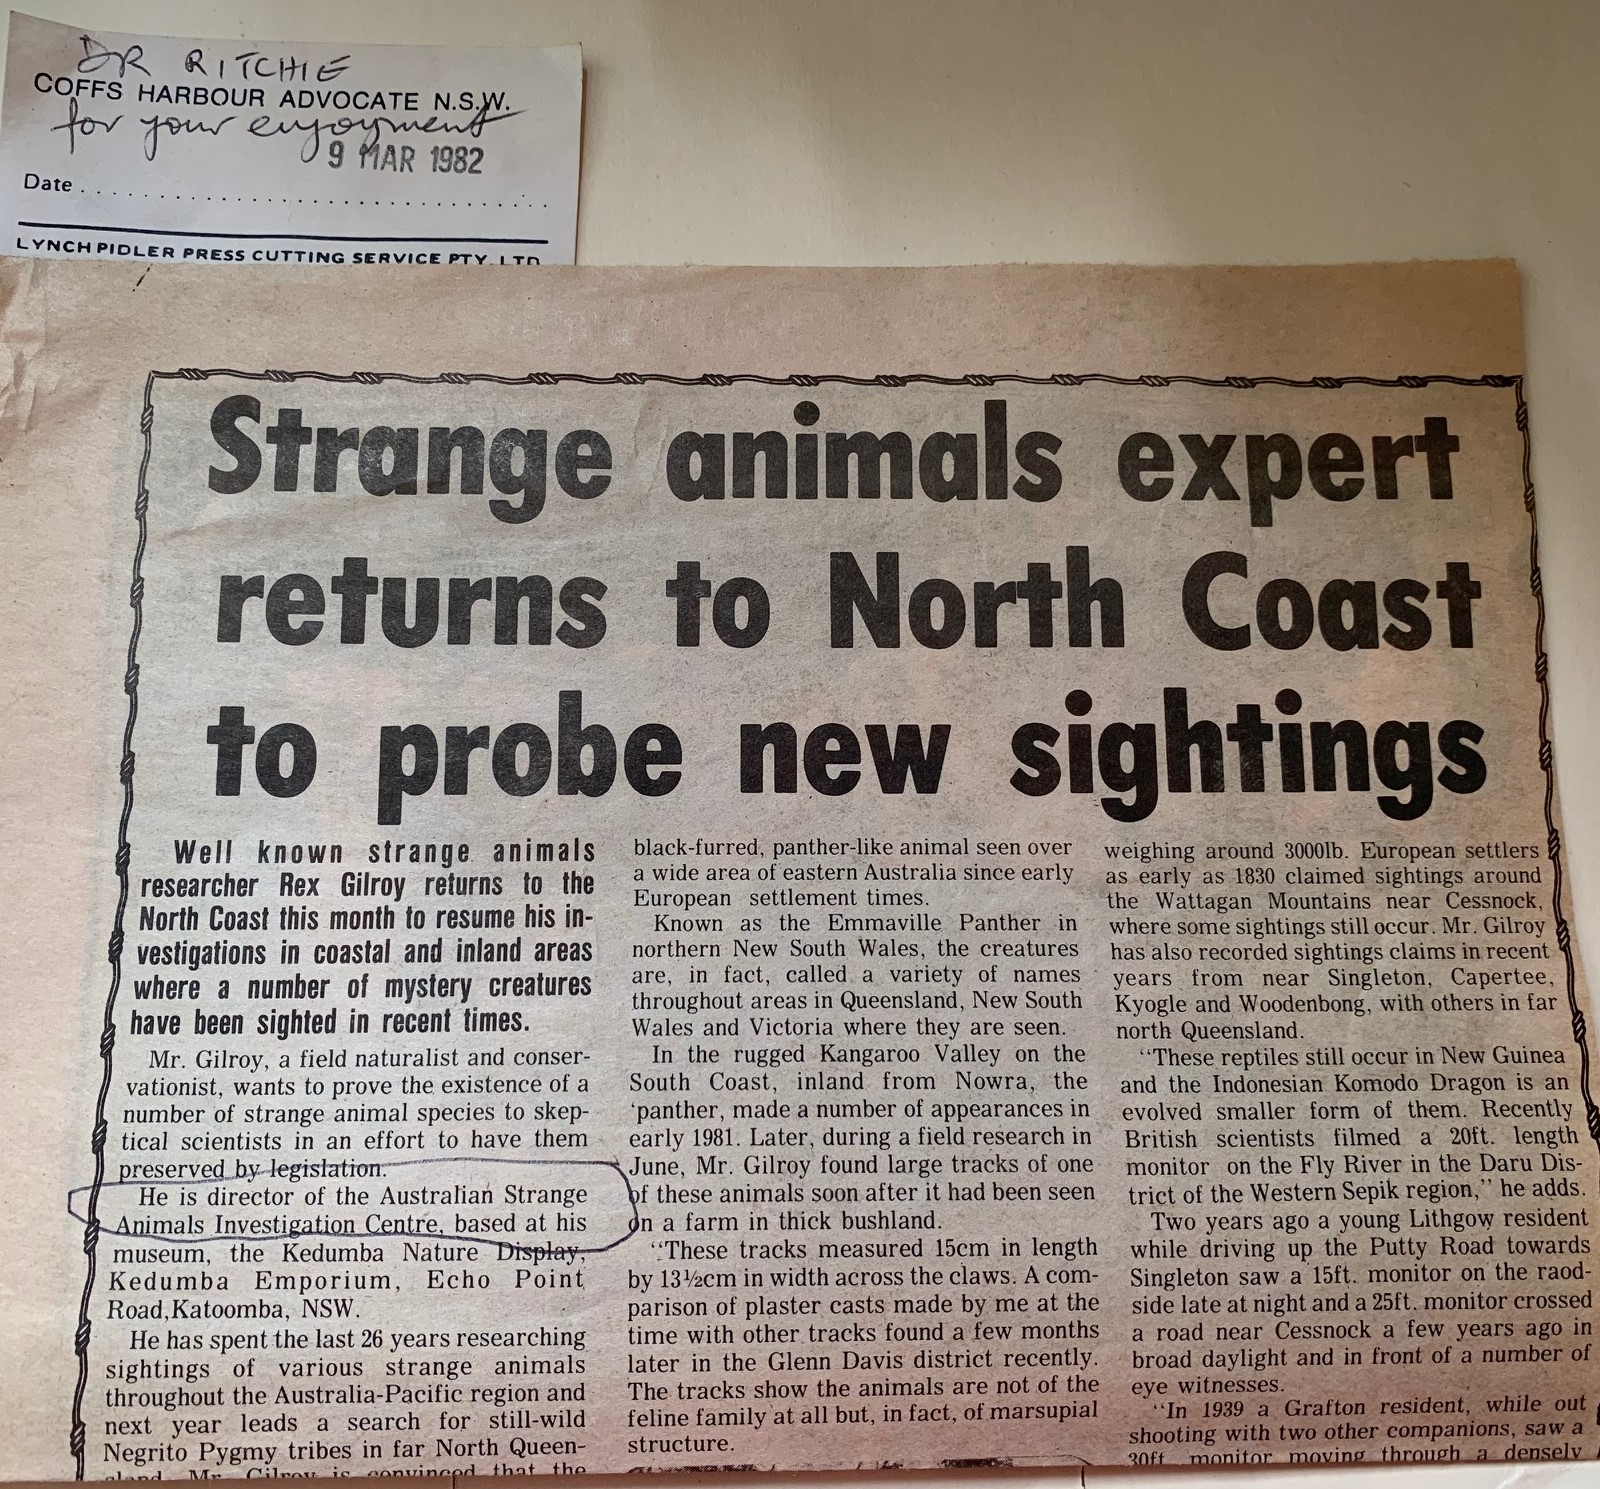 DR RITCHIE
COFFS HARBOUR ADVOCATE N.S.W.
for your enjoyment
9 MAR 1982
Date
LYNCH PIDLER PRESS CUTTING SERVICE PTY. LTD
Strange animals expert
returns to North Coast
to probe new sightings
Well known strange animals
researcher Rex Gilroy returns to the
North Coast this month to resume his in-
vestigations in coastal and inland areas
where a number of mystery creatures
have been sighted in recent times.
Mr. Gilroy, a field naturalist and conser-
vationist, wants to prove the existence of a
number of strange animal species to skep-
tical scientists in an effort to have them
preserved by legislation.
He is director of the Australian Strange
Animals Investigation Centre, based at his
museum, the Kedumba Nature Display,
Kedumba Emporium, Echo Point
Road,Katoomba, NSW.
He has spent the last 26 years researching
sightings of various strange animals
throughout the Australia-Pacific region and
next year leads a search for still-wild
Negrito Pygmy tribes in far North Queen-
sland. Mr. Gilroy is convinced that the
black-furred, panther-like animal seen over
a wide area of eastern Australia since early
European settlement times.
Known as the Emmaville Panther in
northern New South Wales, the creatures
are, in fact, called a variety of names
throughout areas in Queensland, New South
Wales and Victoria where they are seen.
In the rugged Kangaroo Valley on the
South Coast, inland from Nowra, the
'panther, made a number of appearances in
early 1981. Later, during a field research in
June, Mr. Gilroy found large tracks of one
of these animals soon after it had been seen
on a farm in thick bushland.
"These tracks measured 15cm in length
by 13½cm in width across the claws. A com-
parison of plaster casts made by me at the
time with other tracks found a few months
later in the Glenn Davis district recently.
The tracks show the animals are not of the
feline family at all but, in fact, of marsupial
structure.
weighing around 3000lb. European settlers
as early as 1830 claimed sightings around
the Wattagan Mountains near Cessnock,
where some sightings still occur. Mr. Gilroy
has also recorded sightings claims in recent
years from near Singleton, Capertee,
Kyogle and Woodenbong, with others in far
north Queensland.
"These reptiles still occur in New Guinea
and the Indonesian Komodo Dragon is an
evolved smaller form of them. Recently
British scientists filmed a 20ft. length
monitor on the Fly River in the Daru Dis-
trict of the Western Sepik region," he adds.
Two years ago a young Lithgow resident
while driving up the Putty Road towards
Singleton saw a 15ft. monitor on the raod-
side late at night and a 25ft. monitor crossed
a road near Cessnock a few years ago in
broad daylight and in front of a number of
eye witnesses.
"In 1939 a Grafton resident, while out
shooting with two other companions, saw a
30ft. monitor moving through a densely